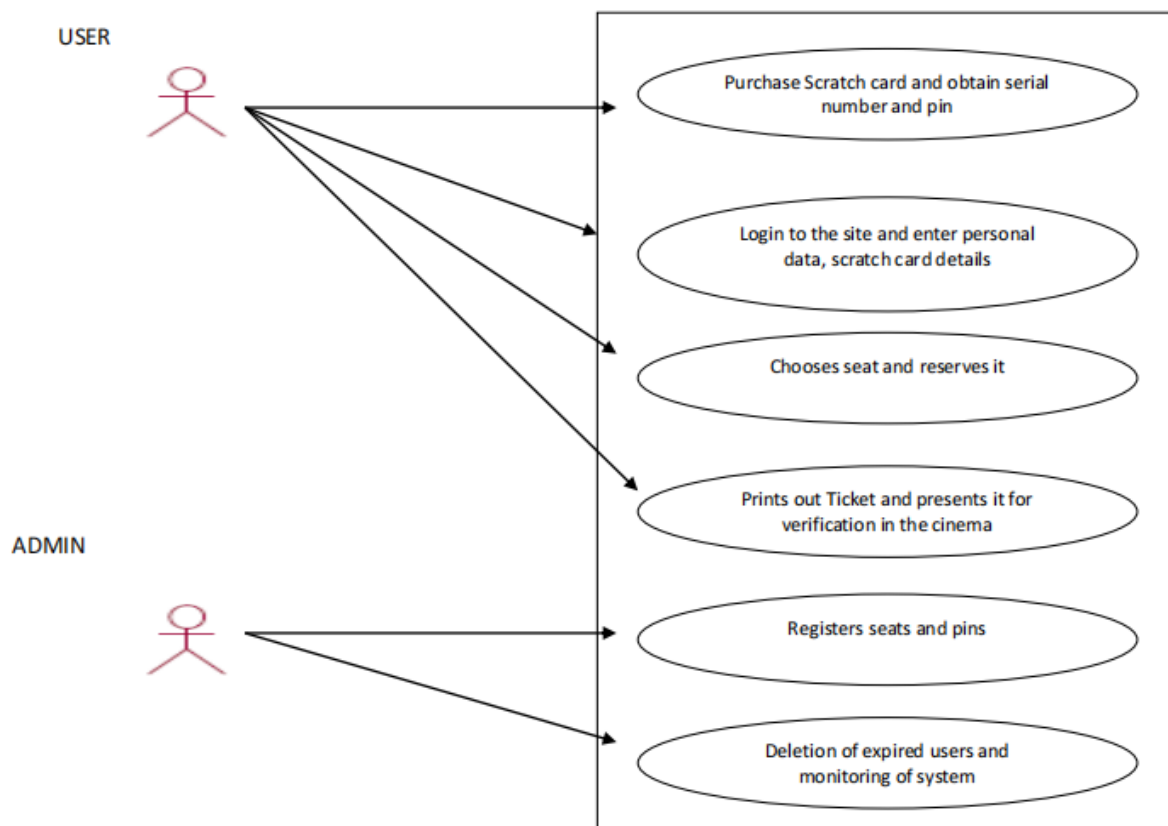 USER
Purchase Scratch card and obtain serial
number and pin
Login to the site and enter personal
data, scratch card details
Chooses seat and reserves it
Prints out Ticket and presents it for
verification in the cinema
ADMIN
Registers seats and pins
Deletion of expired users and
monitoring of system